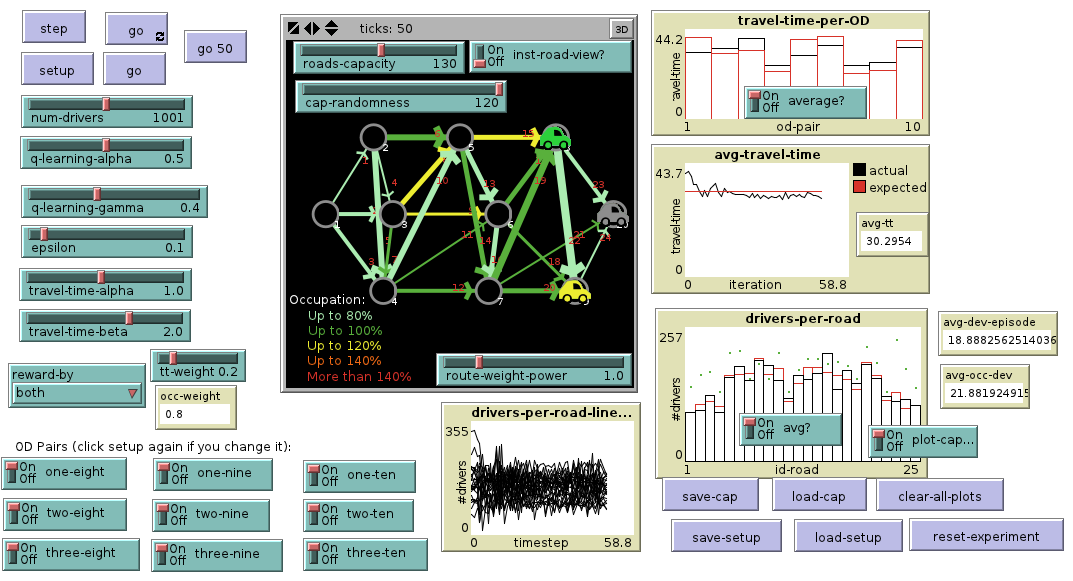 step
go
go 50
setup
go
num-drivers 1001
q-learning-alpha 0.5
q-learning-gamma 0.4
epsilon 0.1
travel-time-alpha 1.0
travel-time-beta 2.0
reward-by
both
tt-weight 0.2
occ-weight
0.8
OD Pairs (click setup again if you change it):
On
Off
one-eight
On
Off
one-nine
On
Off
one-ten
On
Off
two-eight
On
Off
two-nine
On
Off
two-ten
On
Off
three-eight
On
Off
three-nine
On
Off
three-ten
ticks: 50
3D
roads-capacity 130
On
Off
inst-road-view?
cap-randomness 120
2
5
3
6
4
7
4
10
13
23
11
14
21
22
24
18
12
3
Occupation:
Up to 80%
Up to 100%
Up to 120%
Up to 140%
More than 140%
route-weight-power 1.0
drivers-per-road-line...
355
#drivers
0
0 timestep 58.8
travel-time-per-OD
44.2
avel-time
0
On
Off
average?
1 od-pair 10
avg-travel-time
43.7
travel-time
0
0 iteration 58.8
actual
expected
avg-tt
30.2954
drivers-per-road
257
#drivers
0
On
Off
avg?
On
Off
plot-cap...
1 id-road 25
avg-dev-episode
18.8882562514036
avg-occ-dev
21.881924915
save-cap
load-cap
clear-all-plots
save-setup
load-setup
reset-experiment